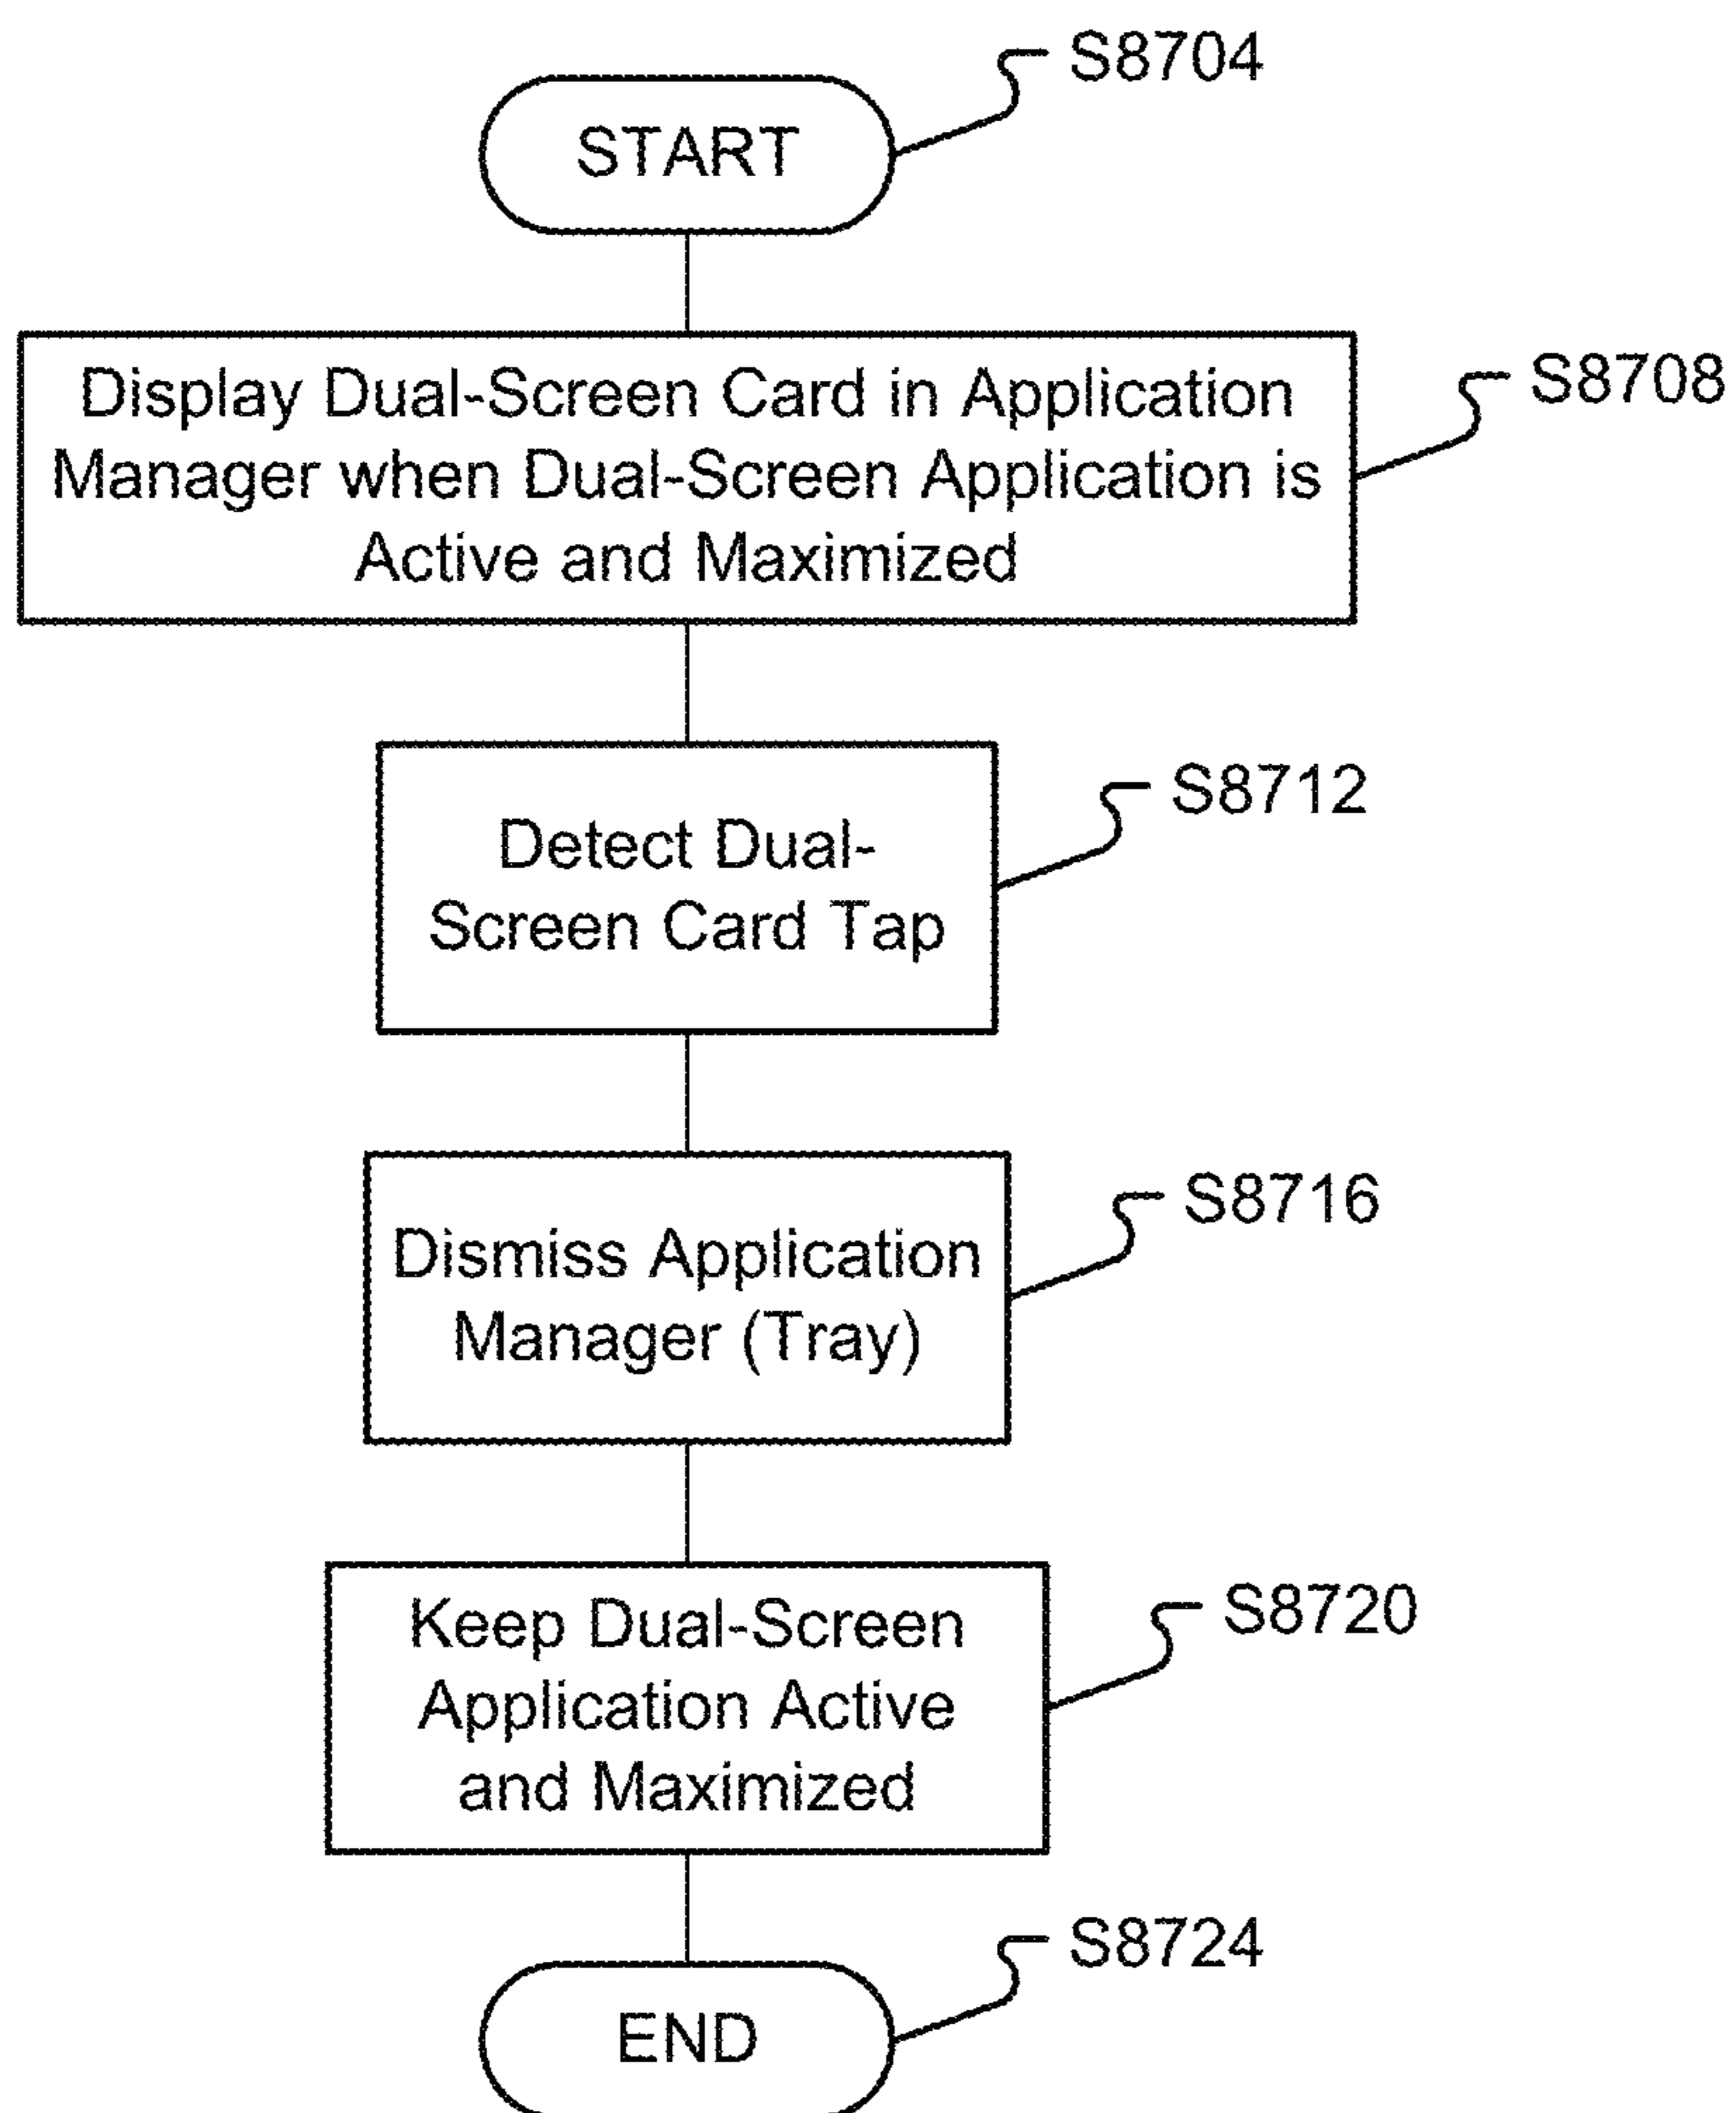 S8704
START
Display Dual-Screen Card in Application
Manager when Dual-Screen Application is
Active and Maximized
S8708
Detect Dual-
Screen Card Tap
S8712
Dismiss Application
Manager (Tray)
S8716
Keep Dual-Screen
Application Active
and Maximized
S8720
END
S8724